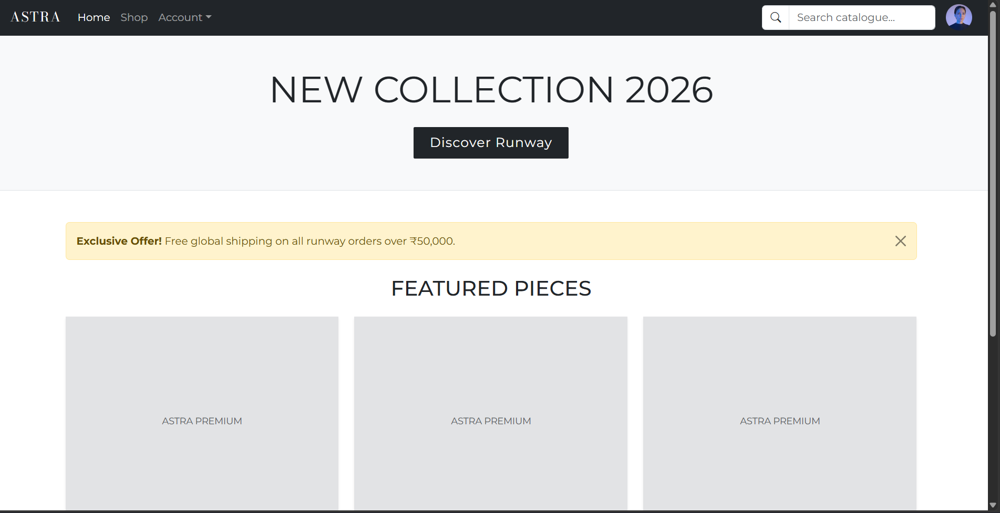 ASTRA
Home Shop Account
Search catalogue...
NEW COLLECTION 2026
Discover Runway
Exclusive Offer! Free global shipping on all runway orders over ₹50,000.
FEATURED PIECES
ASTRA PREMIUM
ASTRA PREMIUM
ASTRA PREMIUM